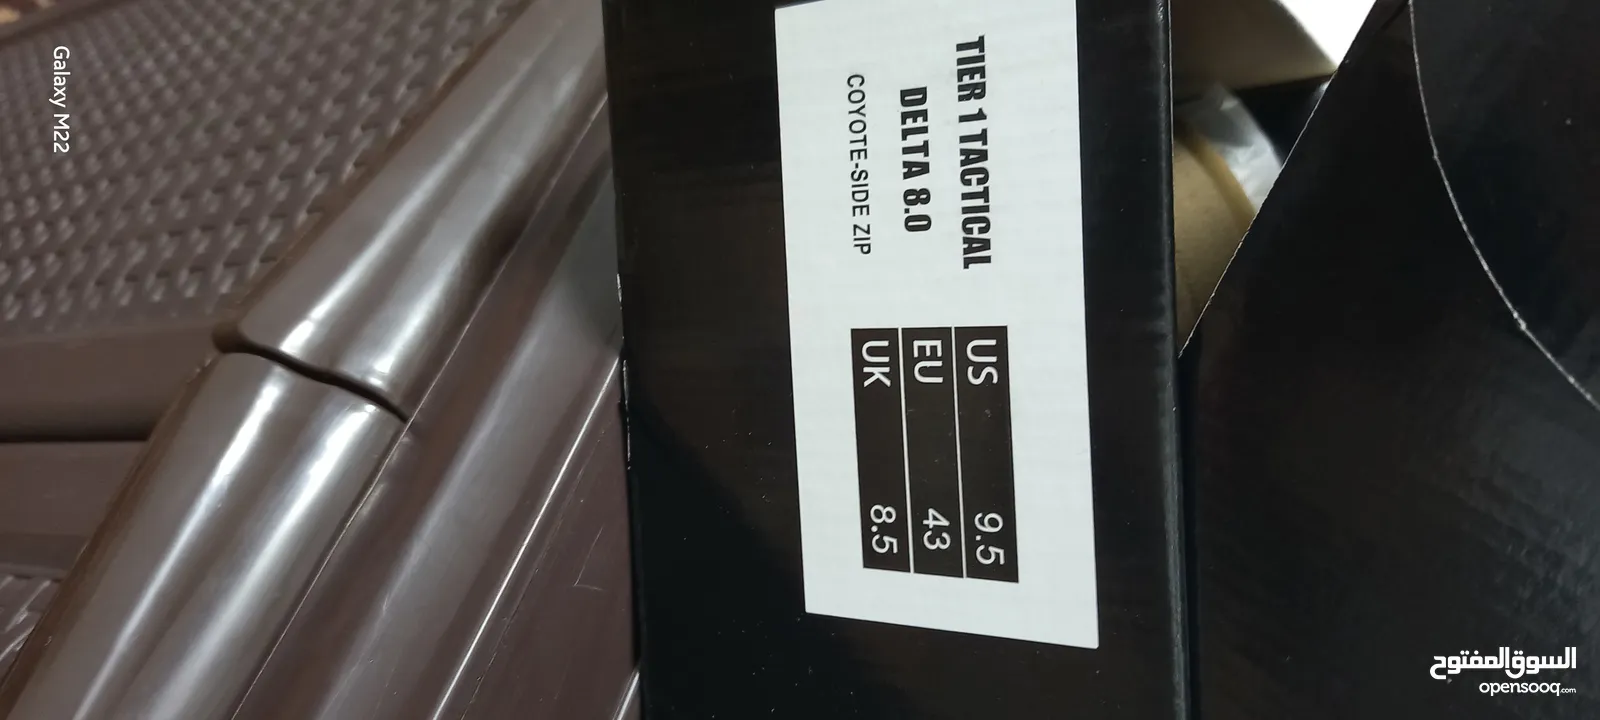 TIER 1 TACTICAL
DELTA 8.0
COYOTE-SIDE ZIP
US 9.5
EU 43
UK 8.5
Galaxy M22
السوق المفتوح
opensooq.com